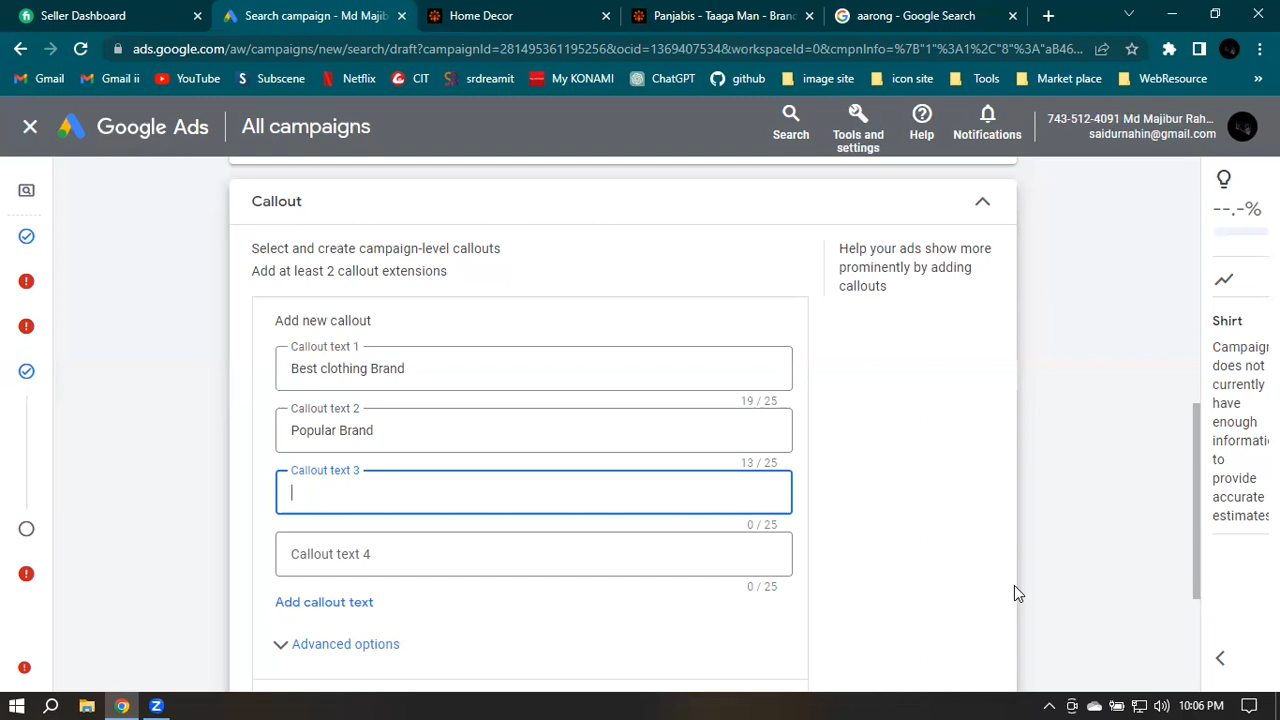 Seller Dashboard
Search campaign - Md Majib
Home Decor
Panjabis - Taaga Man - Bran
aarong - Google Search
ads.google.com/aw/campaigns/new/search/draft?campaignId=281495361195256&ocid=13694075534&workspaceId=0&cmpnInfo=%7B"1"%3A1%2C"8"%3A"aB46...
Gmail
Gmail ii
YouTube
Subscene
Netflix
CIT
srdreamit
My KONAMI
ChatGPT
github
image site
icon site
Tools
Market place
WebResource
Google Ads
All campaigns
Search
Tools and
settings
Help
Notifications
743-512-4091 Md Majibur Rah...
saidurnahin@gmail.com
Callout
Select and create campaign-level callouts
Add at least 2 callout extensions
Help your ads show more
prominently by adding
callouts
Add new callout
Callout text 1
Best clothing Brand
19 / 25
Callout text 2
Popular Brand
13 / 25
Callout text 3
0 / 25
Callout text 4
0 / 25
Add callout text
Advanced options
--.-%
Shirt
Campaign
does not
currently
have
enough
informati
to
provide
accurate
estimates
10:06 PM